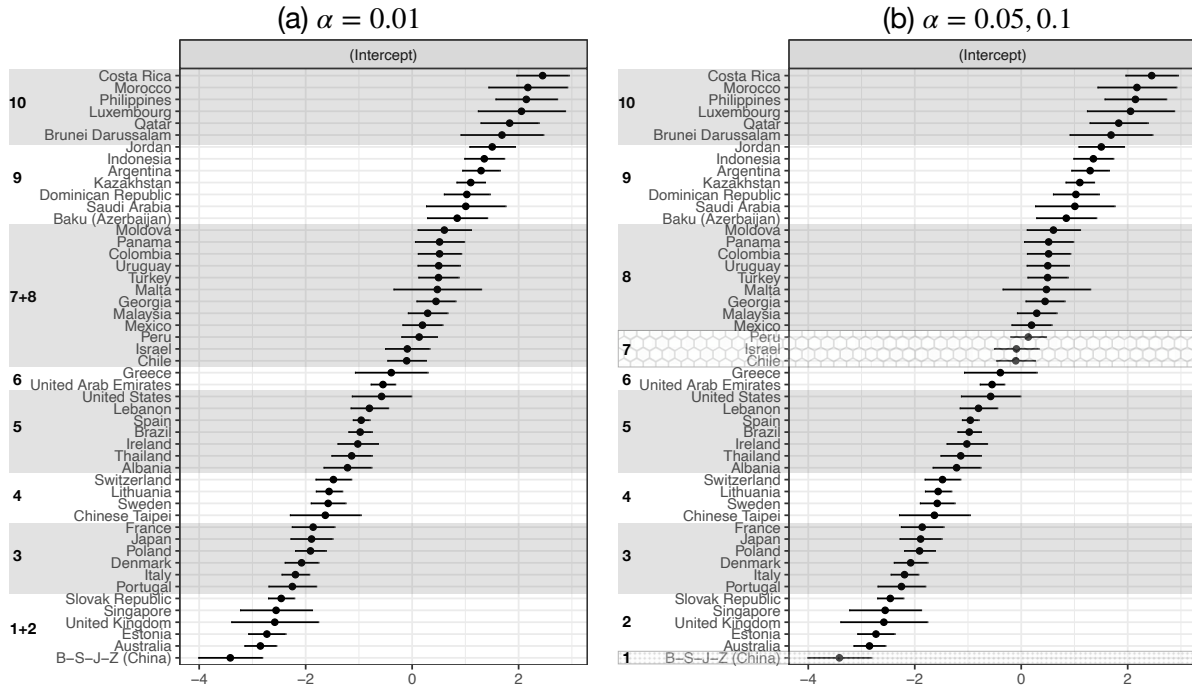 (a) α = 0.01
(Intercept)
10
Costa Rica
Morocco
Philippines
Luxembourg
Qatar
Brunei Darussalam
9
Jordan
Indonesia
Argentina
Kazakhstan
Dominican Republic
Saudi Arabia
Baku (Azerbaijan)
7+8
Moldova
Panama
Colombia
Uruguay
Turkey
Malta
Georgia
Malaysia
Mexico
Peru
Israel
Chile
6
Greece
United Arab Emirates
5
United States
Lebanon
Spain
Brazil
Ireland
Thailand
Albania
4
Switzerland
Lithuania
Sweden
Chinese Taipei
3
France
Japan
Poland
Denmark
Italy
Portugal
1+2
Slovak Republic
Singapore
United Kingdom
Estonia
Australia
B−S−J−Z (China)
−4 −2 0 2
(b) α = 0.05, 0.1
(Intercept)
10
Costa Rica
Morocco
Philippines
Luxembourg
Qatar
Brunei Darussalam
9
Jordan
Indonesia
Argentina
Kazakhstan
Dominican Republic
Saudi Arabia
Baku (Azerbaijan)
8
Moldova
Panama
Colombia
Uruguay
Turkey
Malta
Georgia
Malaysia
Mexico
7
Peru
Israel
Chile
6
Greece
United Arab Emirates
5
United States
Lebanon
Spain
Brazil
Ireland
Thailand
Albania
4
Switzerland
Lithuania
Sweden
Chinese Taipei
3
France
Japan
Poland
Denmark
Italy
Portugal
2
Slovak Republic
Singapore
United Kingdom
Estonia
Australia
1
B−S−J−Z (China)
−4 −2 0 2